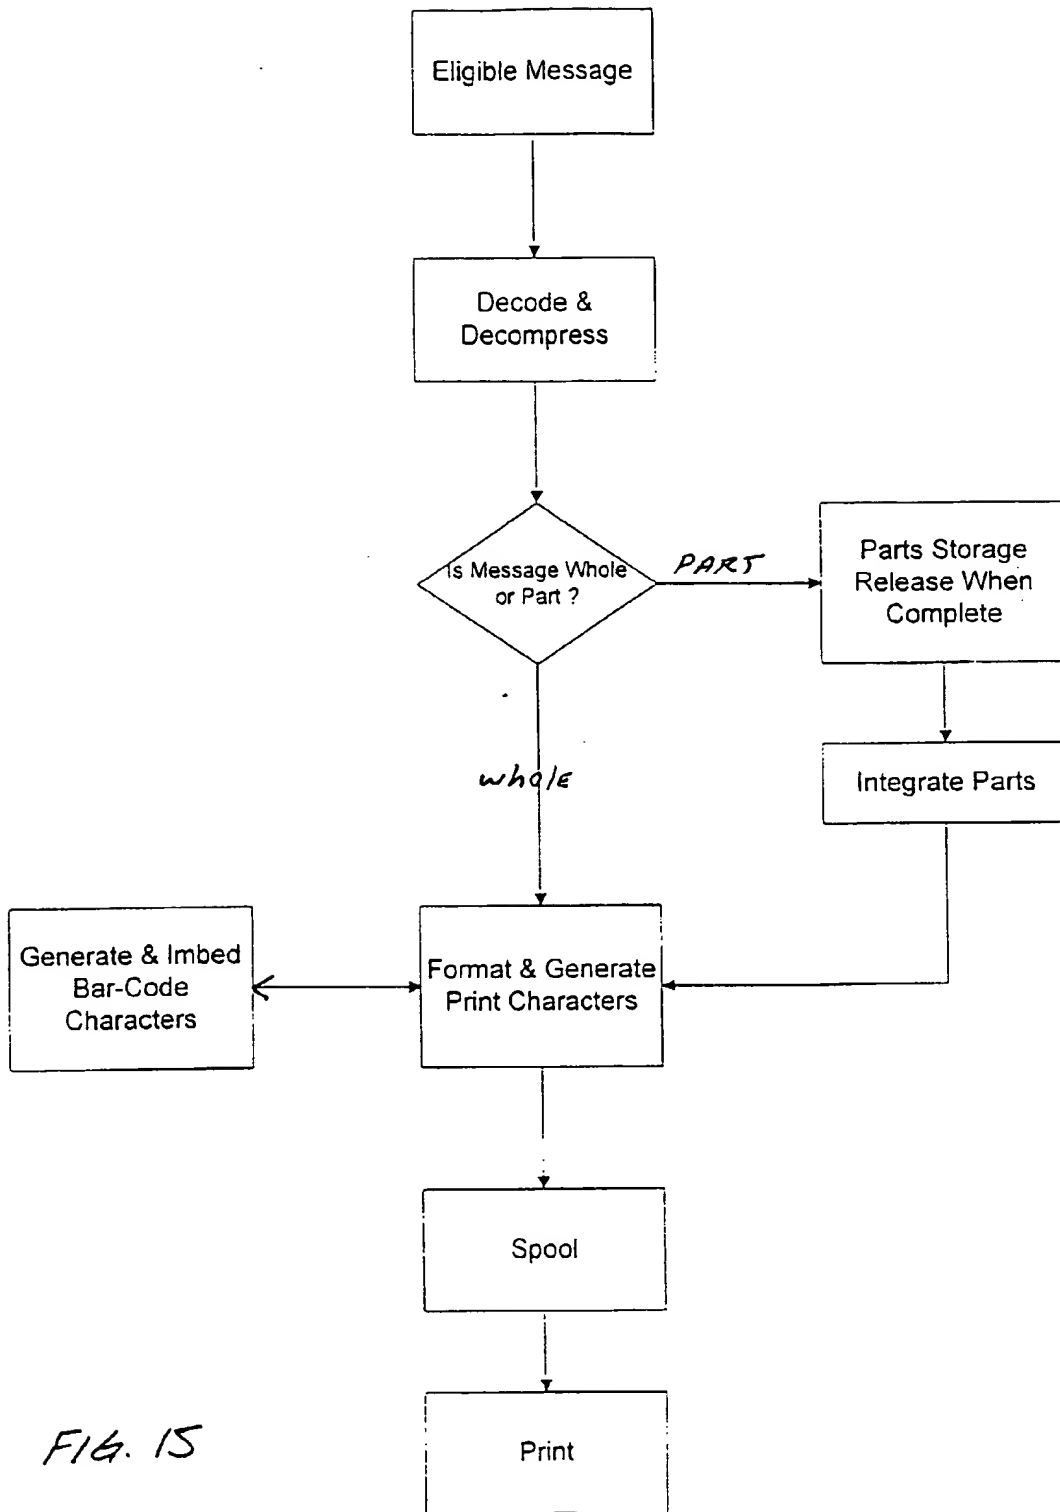 Eligible Message
Decode &
Decompress
Is Message Whole
or Part ?
PART
Parts Storage
Release When
Complete
whole
Integrate Parts
Generate & Imbed
Bar-Code
Characters
Format & Generate
Print Characters
Spool
Print
FIG. 15